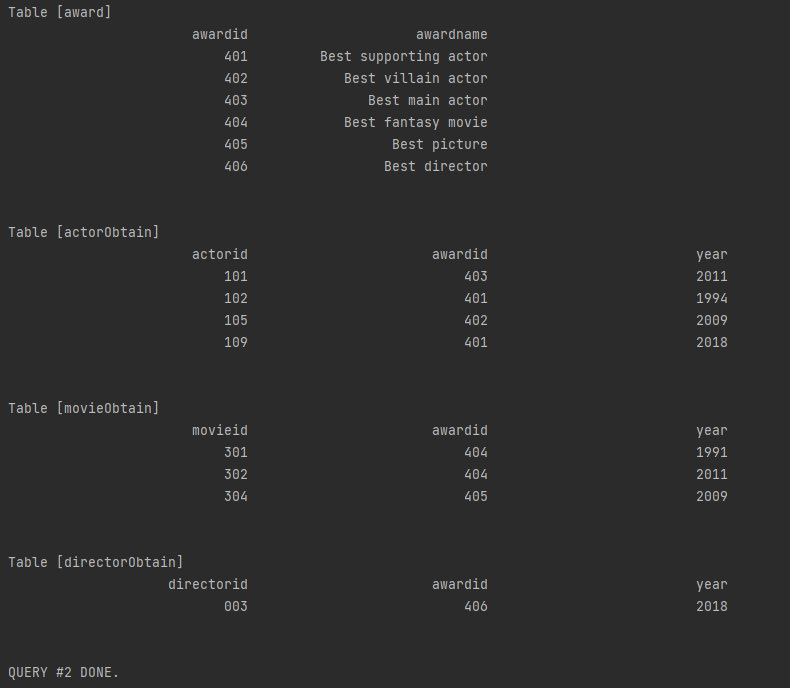 Table [award]
awardid awardname
401 Best supporting actor
402 Best villain actor
403 Best main actor
404 Best fantasy movie
405 Best picture
406 Best director
Table [actorObtain]
actorid awardid year
101 403 2011
102 401 1994
105 402 2009
109 401 2018
Table [movieObtain]
movieid awardid year
301 404 1991
302 404 2011
304 405 2009
Table [directorObtain]
directorid awardid year
003 406 2018
QUERY #2 DONE.